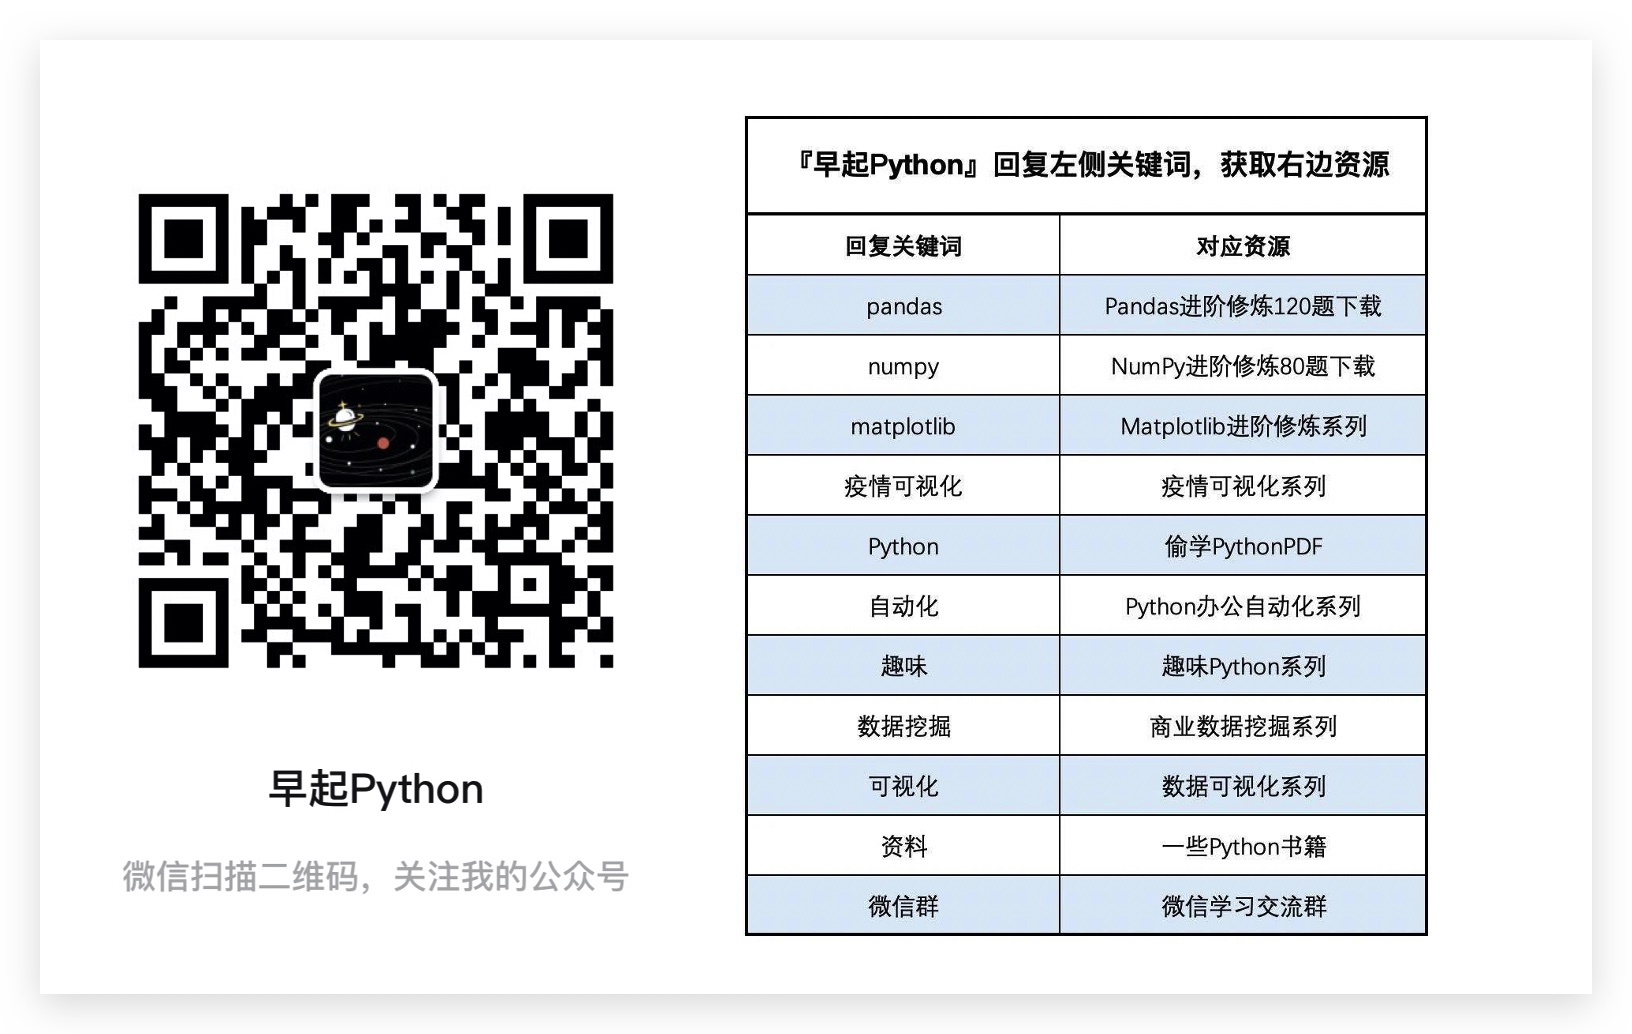 早起Python
微信扫描二维码，关注我的公众号
『早起Python』回复左侧关键词，获取右边资源
回复关键词 对应资源
pandas Pandas进阶修炼120题下载
numpy NumPy进阶修炼80题下载
matplotlib Matplotlib进阶修炼系列
疫情可视化 疫情可视化系列
Python 偷学PythonPDF
自动化 Python办公自动化系列
趣味 趣味Python系列
数据挖掘 商业数据挖掘系列
可视化 数据可视化系列
资料 一些Python书籍
微信群 微信学习交流群